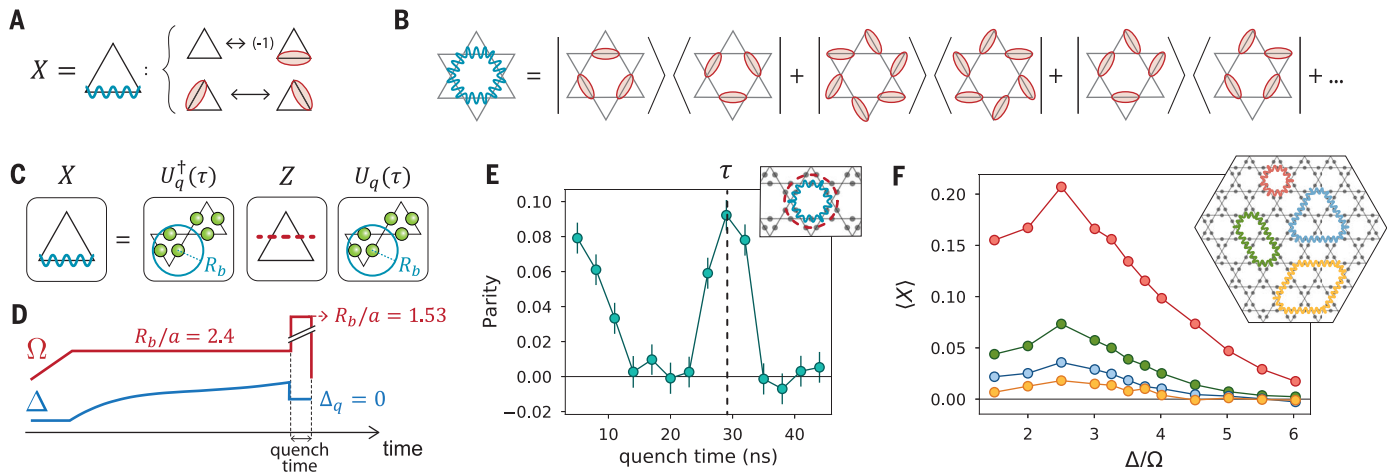 A
X =
:
↔ (-1)
↔
B
= | ⟩⟨ | + | ⟩⟨ | + | ⟩⟨ | + ...
C
X
U_q^†(τ)
Z
U_q(τ)
=
R_b
R_b
D
R_b/a = 2.4
R_b/a = 1.53
Ω
Δ
Δ_q = 0
time
quench
time
E
τ
Parity
0.10
0.08
0.06
0.04
0.02
0.00
−0.02
10
20
30
40
quench time (ns)
F
⟨X⟩
0.20
0.15
0.10
0.05
0.00
2
3
4
5
6
Δ/Ω